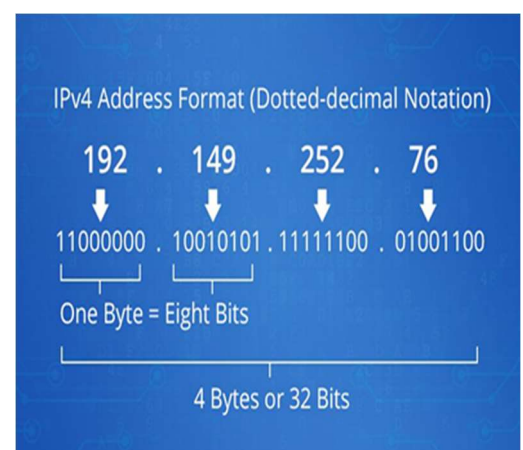 IPv4 Address Format (Dotted-decimal Notation)
192 . 149 . 252 . 76
11000000 . 10010101 . 11111100 . 01001100
One Byte = Eight Bits
4 Bytes or 32 Bits